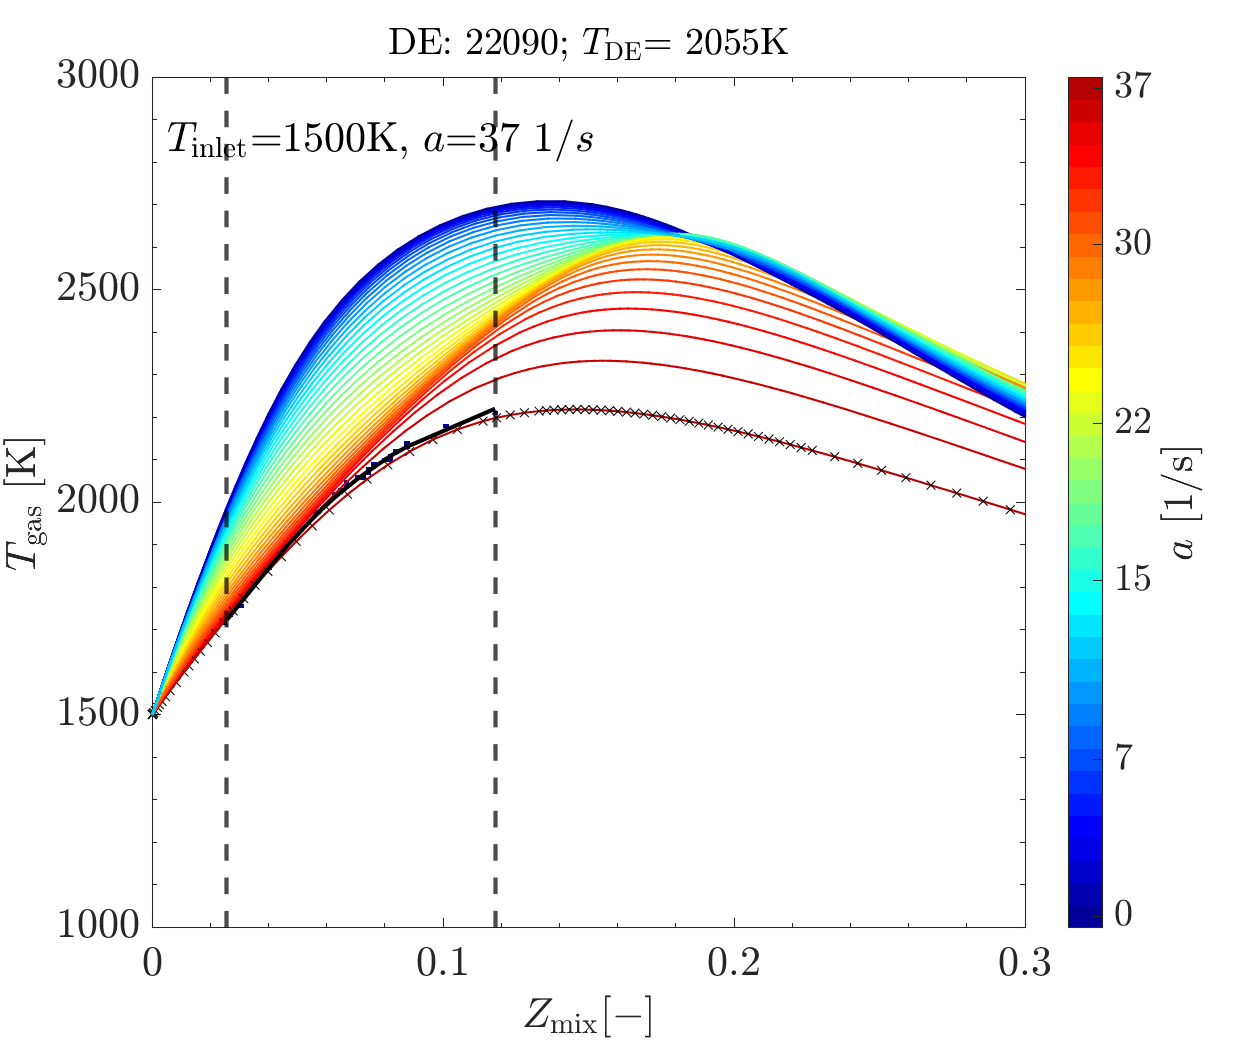 DE: 22090; T_DE= 2055K
3000
2500
2000
1500
1000
T_inlet=1500K, a=37 1/s
T_gas [K]
0 0.1 0.2 0.3
Z_mix[−]
37
30
22
15
7
0
a [1/s]